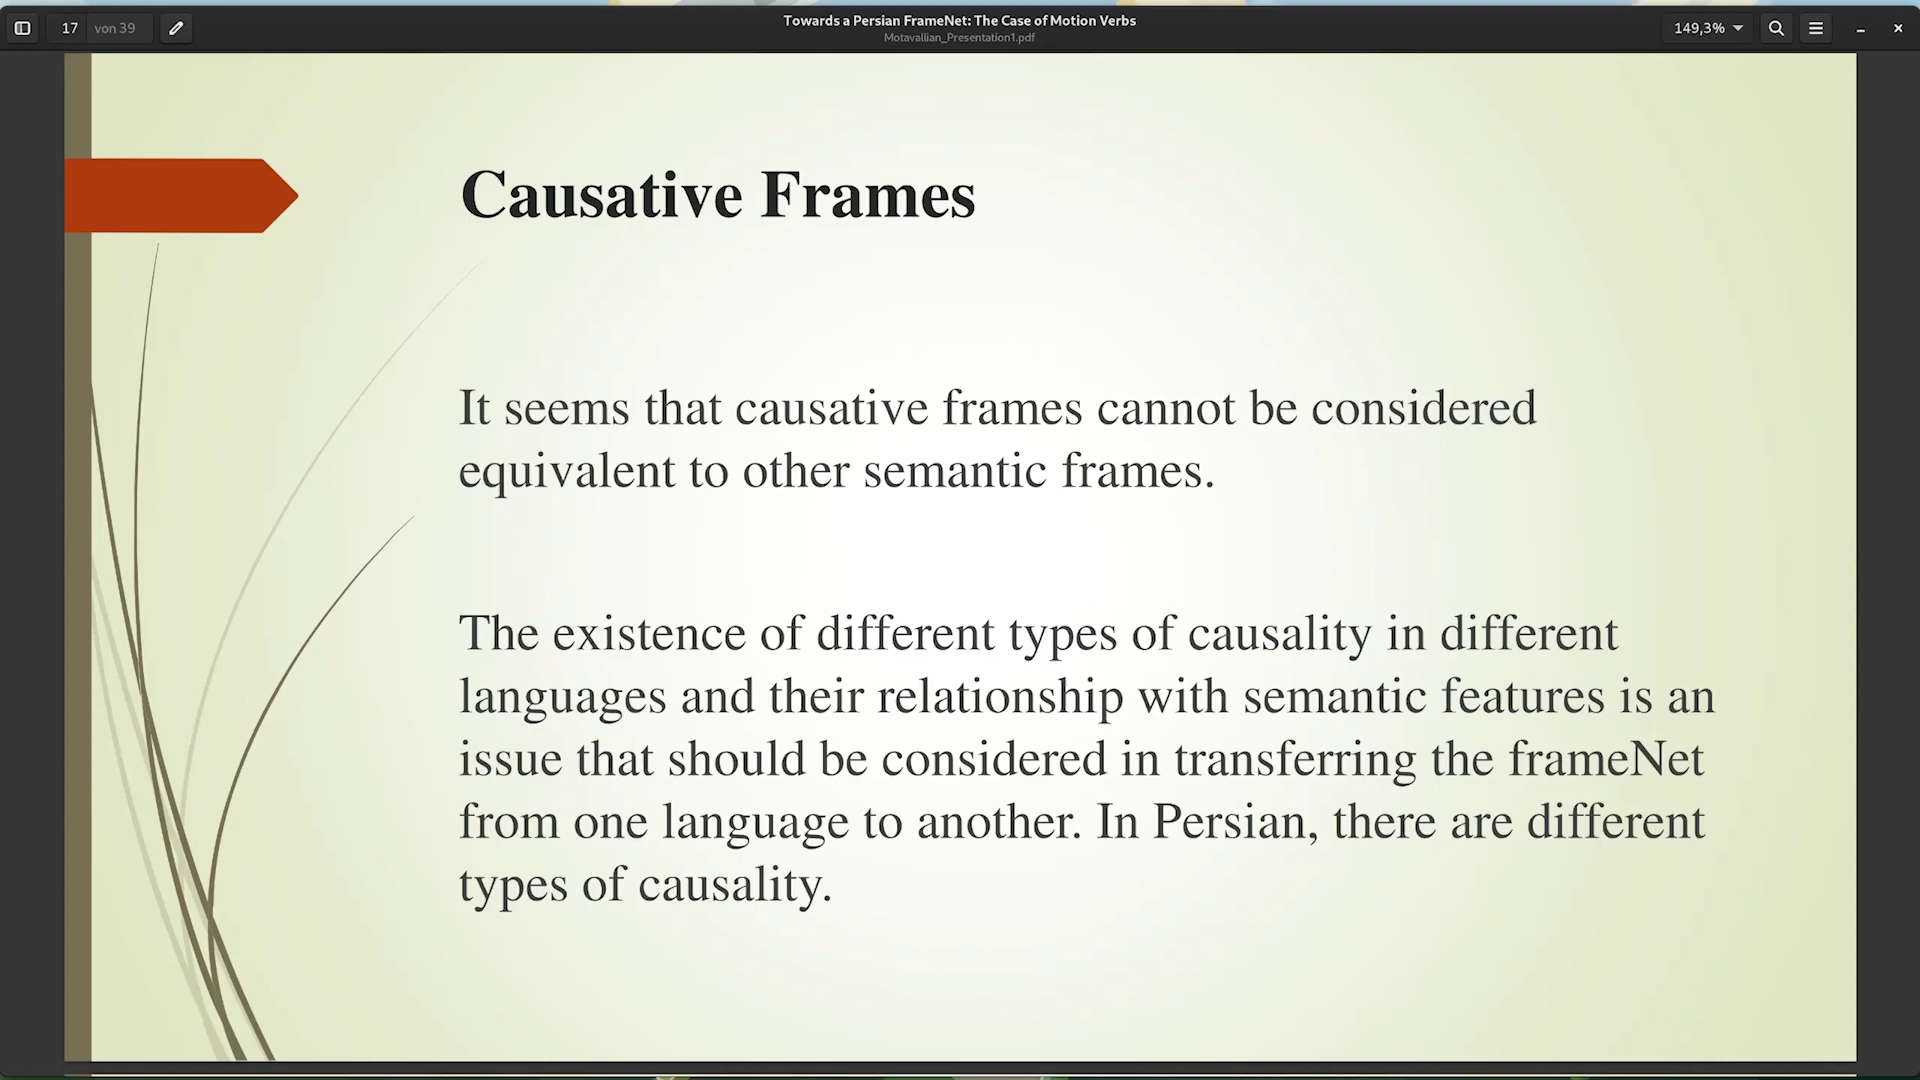 17 von 39
Towards a Persian FrameNet: The Case of Motion Verbs
Motavallian_Presentation1.pdf
149,3%
Causative Frames
It seems that causative frames cannot be considered
equivalent to other semantic frames.
The existence of different types of causality in different
languages and their relationship with semantic features is an
issue that should be considered in transferring the frameNet
from one language to another. In Persian, there are different
types of causality.